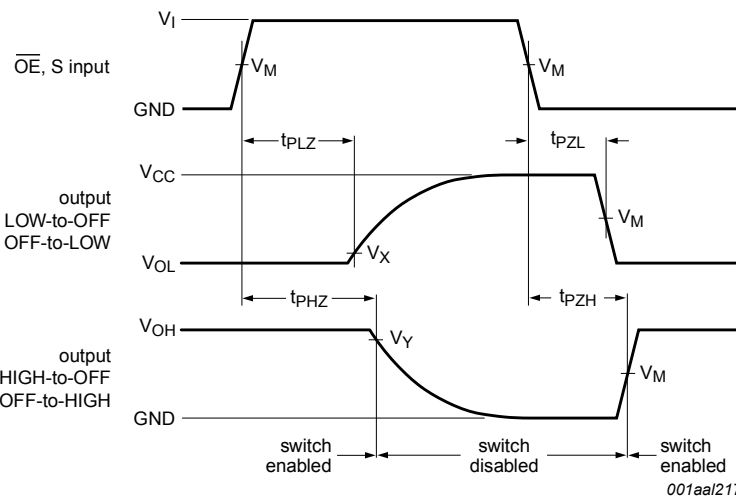 V_I
OE, S input
V_M
V_M
GND
t_PLZ
t_PZL
V_CC
output
LOW-to-OFF
OFF-to-LOW
V_M
V_X
V_OL
t_PHZ
t_PZH
V_OH
V_Y
output
HIGH-to-OFF
OFF-to-HIGH
V_M
GND
switch
enabled
switch
disabled
switch
enabled
001aal217